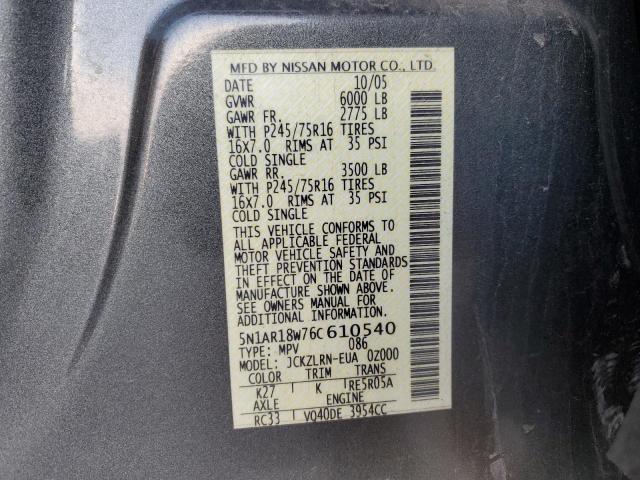 MFD BY NISSAN MOTOR CO., LTD.
DATE 10/05
GVWR 6000 LB
GAWR FR. 2775 LB
WITH P245/75R16 TIRES
16X7.0 RIMS AT 35 PSI
COLD SINGLE
GAWR RR. 3500 LB
WITH P245/75R16 TIRES
16X7.0 RIMS AT 35 PSI
COLD SINGLE
THIS VEHICLE CONFORMS TO
ALL APPLICABLE FEDERAL
MOTOR VEHICLE SAFETY AND
THEFT PREVENTION STANDARDS
IN EFFECT ON THE DATE OF
MANUFACTURE SHOWN ABOVE.
SEE OWNERS MANUAL FOR
ADDITIONAL INFORMATION.
5N1AR18W76C610540
TYPE: MPV 086
MODEL: JCKZLRN-EUA 0Z000
COLOR TRIM TRANS
K27 K RE5R05A
AXLE ENGINE
RC33 VQ40DE 3954CC